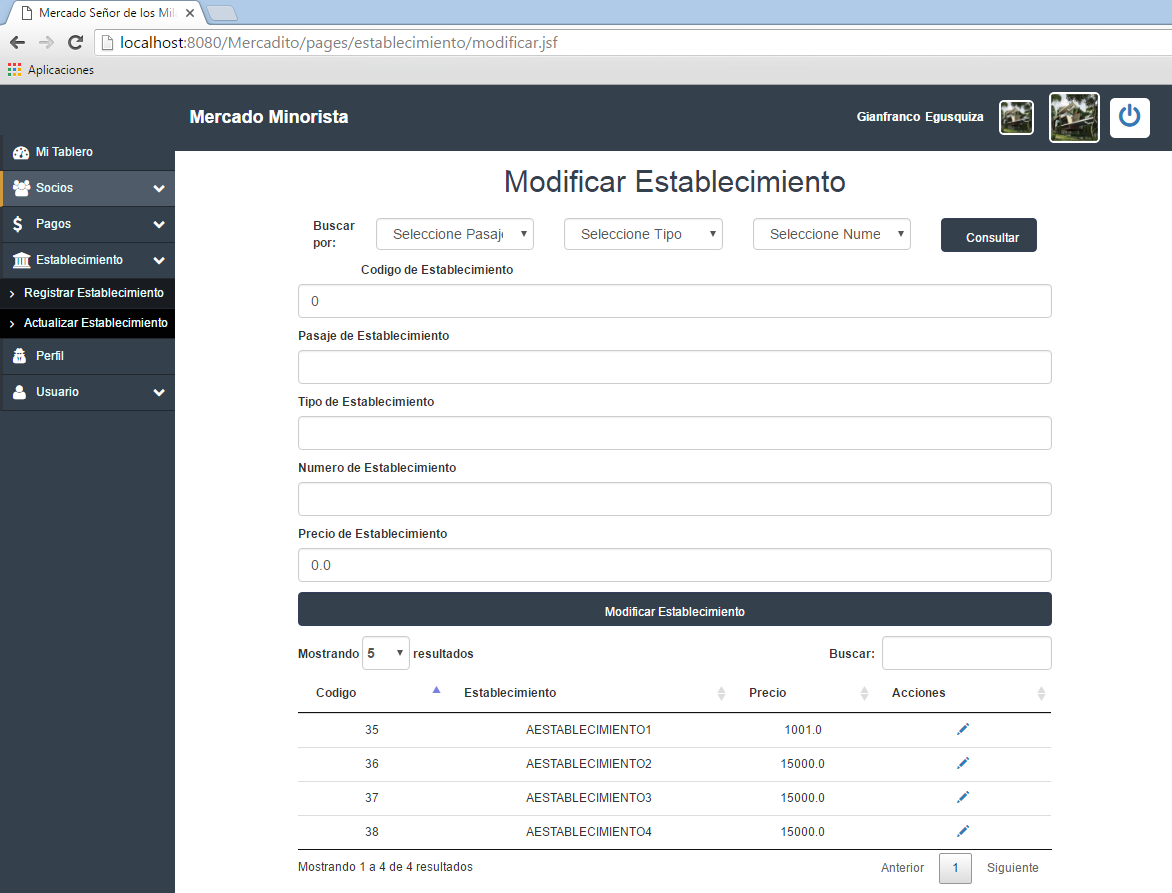 Mercado Señor de los Mil
localhost:8080/Mercadito/pages/establecimiento/modificar.jsf
Aplicaciones
Mercado Minorista
Gianfranco Egusquiza
Mi Tablero
Socios
Pagos
Establecimiento
Registrar Establecimiento
Actualizar Establecimiento
Perfil
Usuario
Modificar Establecimiento
Buscar por:
Seleccione Pasaj
Seleccione Tipo
Seleccione Nume
Consultar
Codigo de Establecimiento
0
Pasaje de Establecimiento
Tipo de Establecimiento
Numero de Establecimiento
Precio de Establecimiento
0.0
Modificar Establecimiento
Mostrando 5 resultados
Buscar:
Codigo Establecimiento Precio Acciones
35 AESTABLECIMIENTO1 1001.0
36 AESTABLECIMIENTO2 15000.0
37 AESTABLECIMIENTO3 15000.0
38 AESTABLECIMIENTO4 15000.0
Mostrando 1 a 4 de 4 resultados
Anterior 1 Siguiente